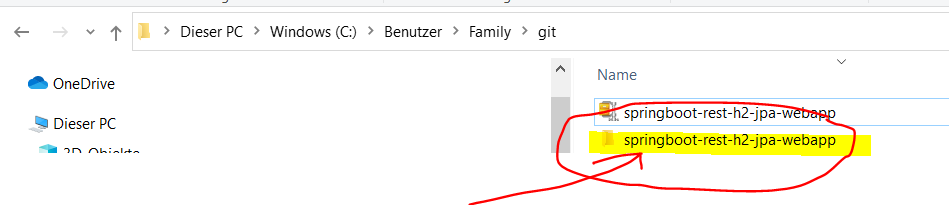 Dieser PC > Windows (C:) > Benutzer > Family > git
Name
OneDrive
springboot-rest-h2-jpa-webapp
Dieser PC
springboot-rest-h2-jpa-webapp
3D-Objekte